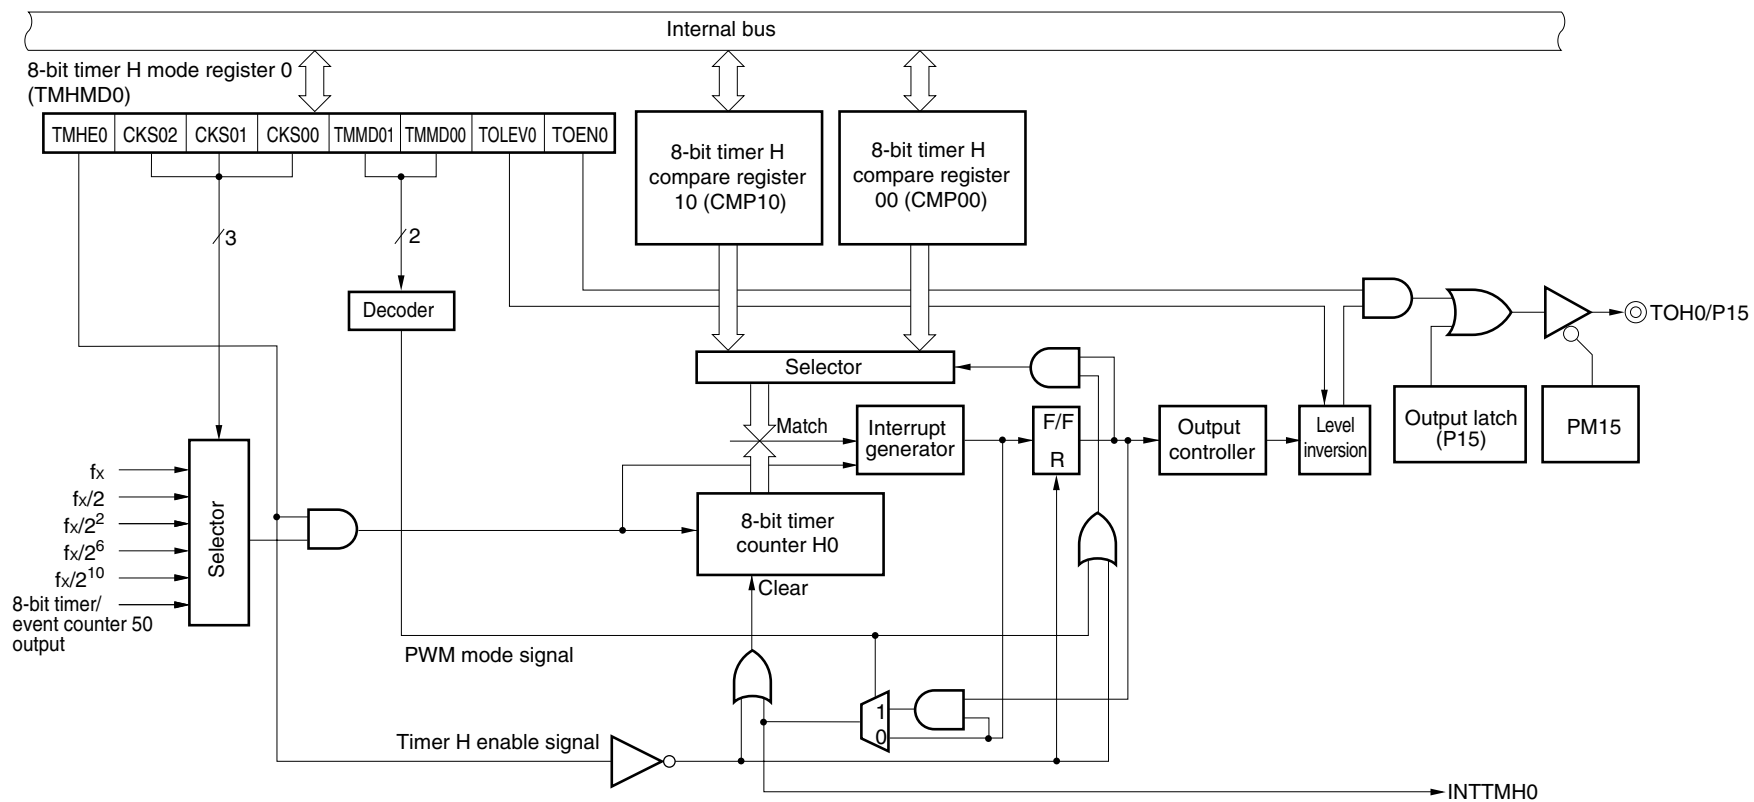 Internal bus
8-bit timer H mode register 0
(TMHMD0)
TMHE0 CKS02 CKS01 CKS00 TMMD01 TMMD00 TOLEV0 TOEN0
8-bit timer H
compare register
10 (CMP10)
8-bit timer H
compare register
00 (CMP00)
3
2
Decoder
TOH0/P15
Selector
Match
Interrupt
generator
F/F
R
Output
controller
Level
inversion
Output latch
(P15)
PM15
fX
fX/2
fX/2²
fX/2⁶
fX/2¹⁰
8-bit timer/
event counter 50
output
Selector
8-bit timer
counter H0
Clear
PWM mode signal
1
0
Timer H enable signal
INTTMH0